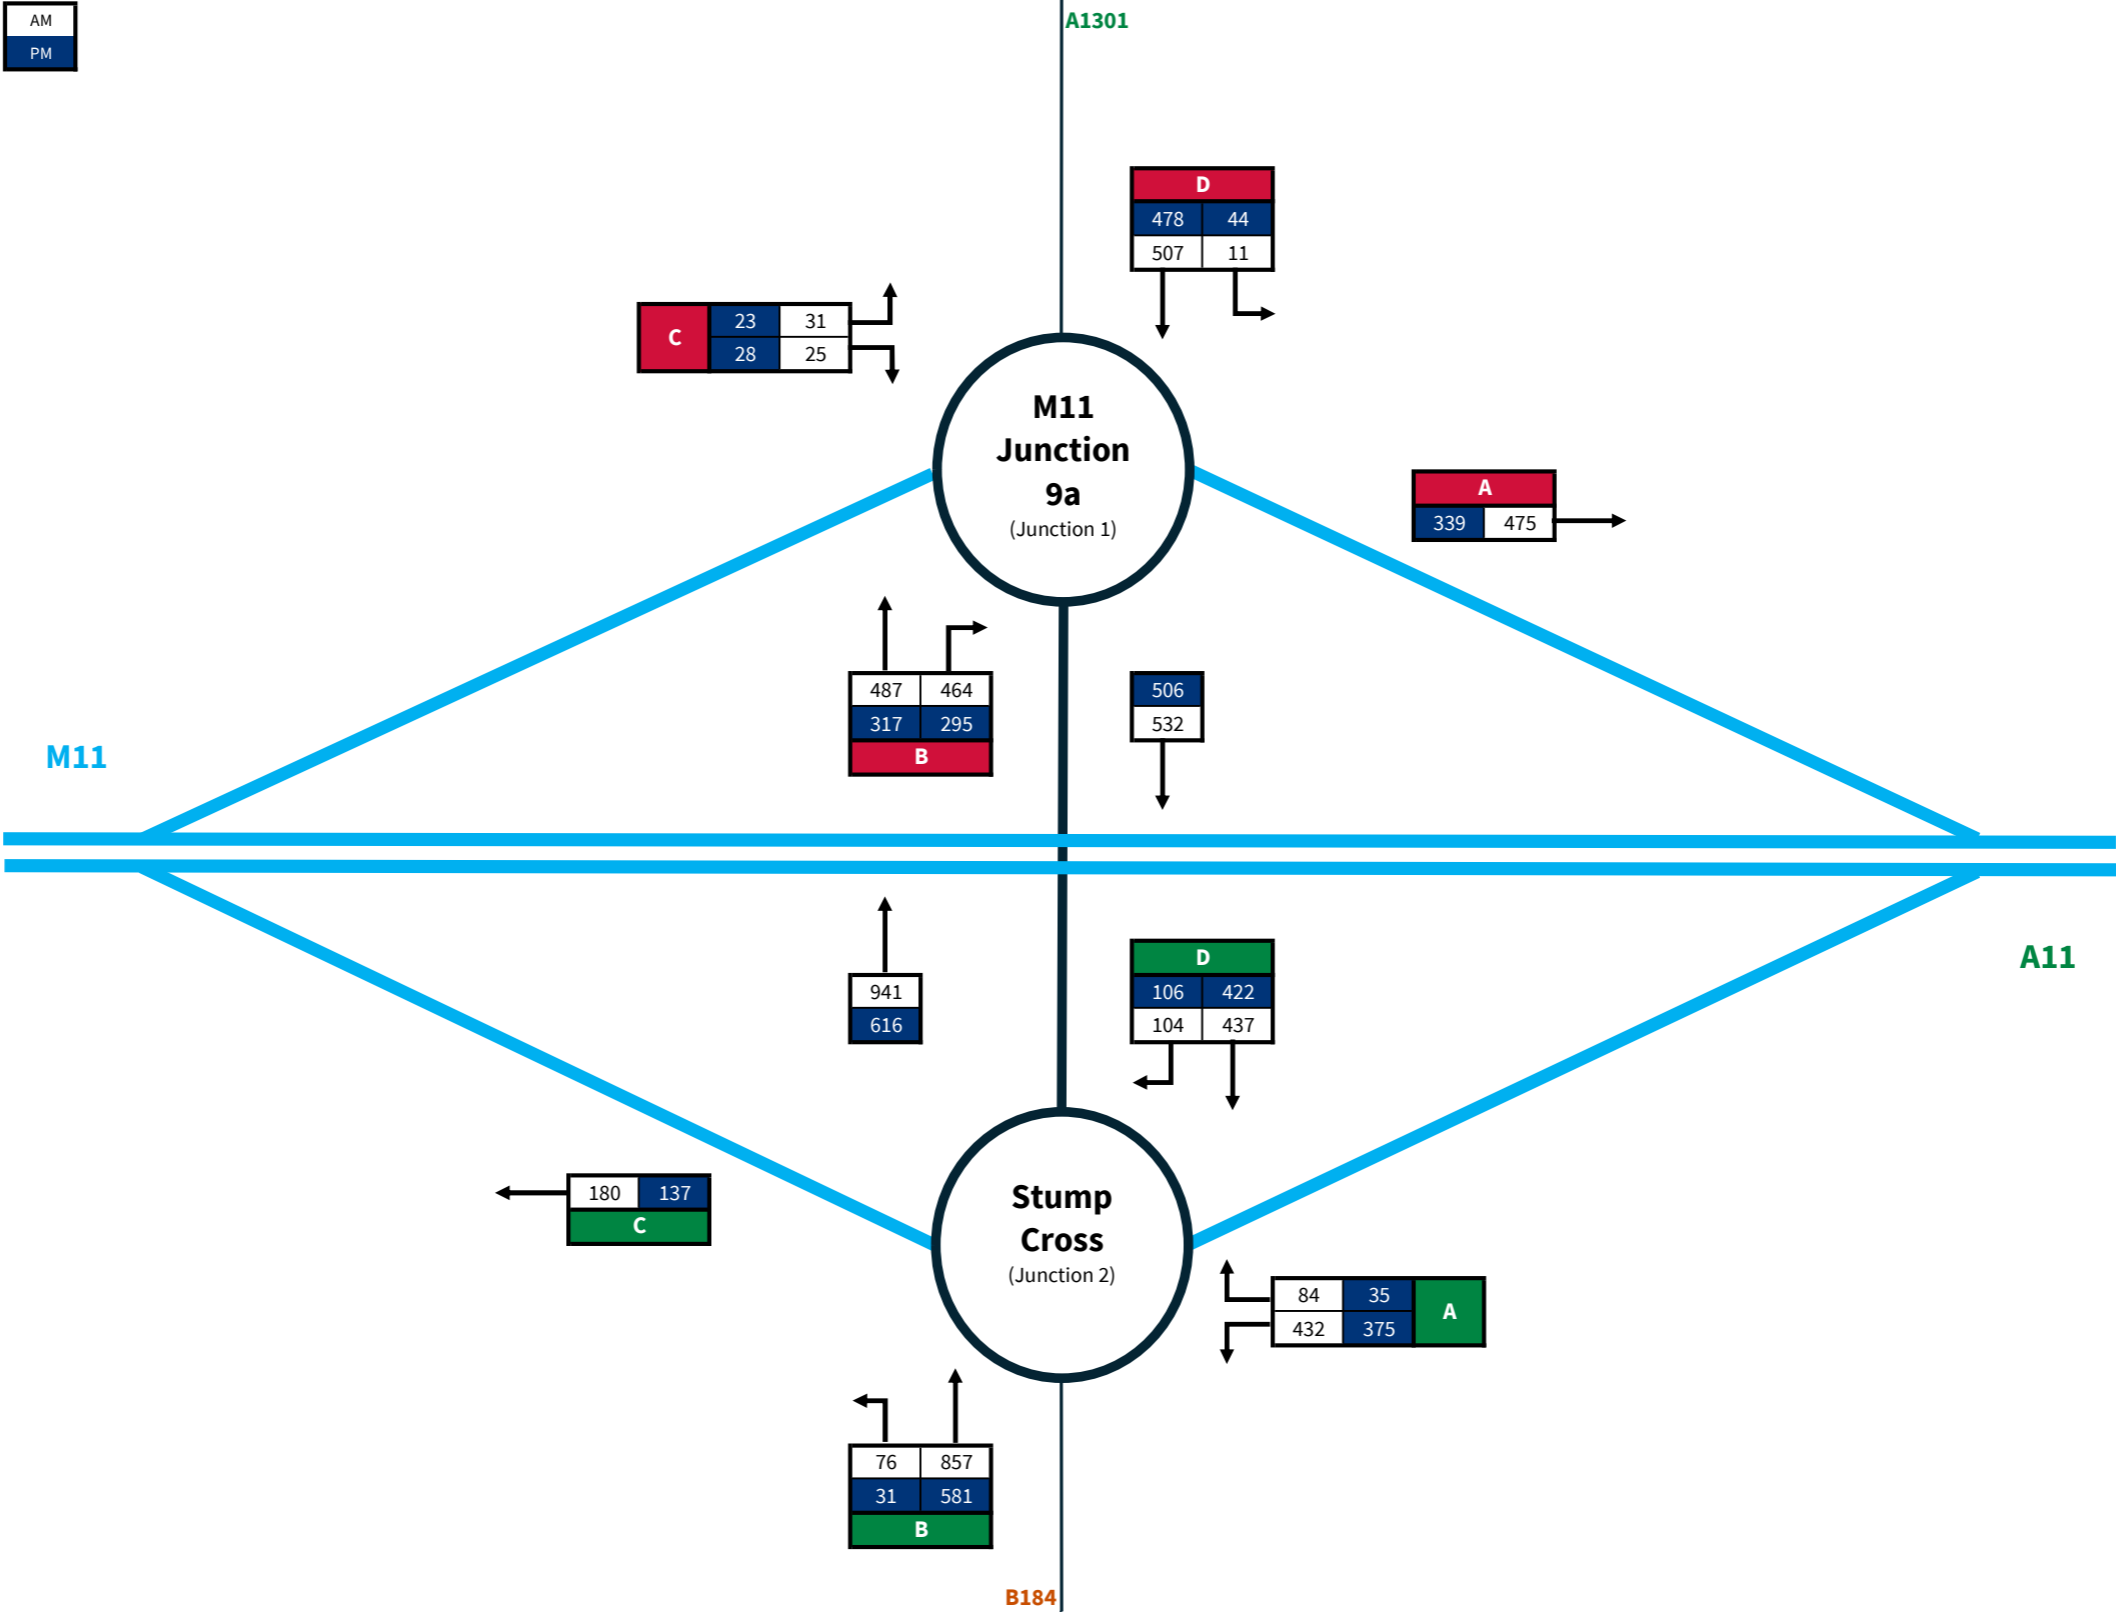 AM
PM
A1301
D
478 44
507 11
C
23 31
28 25
M11
Junction
9a
(Junction 1)
A
339 475
487 464
317 295
B
506
532
M11
941
616
D
106 422
104 437
A11
180 137
C
Stump
Cross
(Junction 2)
84 35
432 375
A
76 857
31 581
B
B184